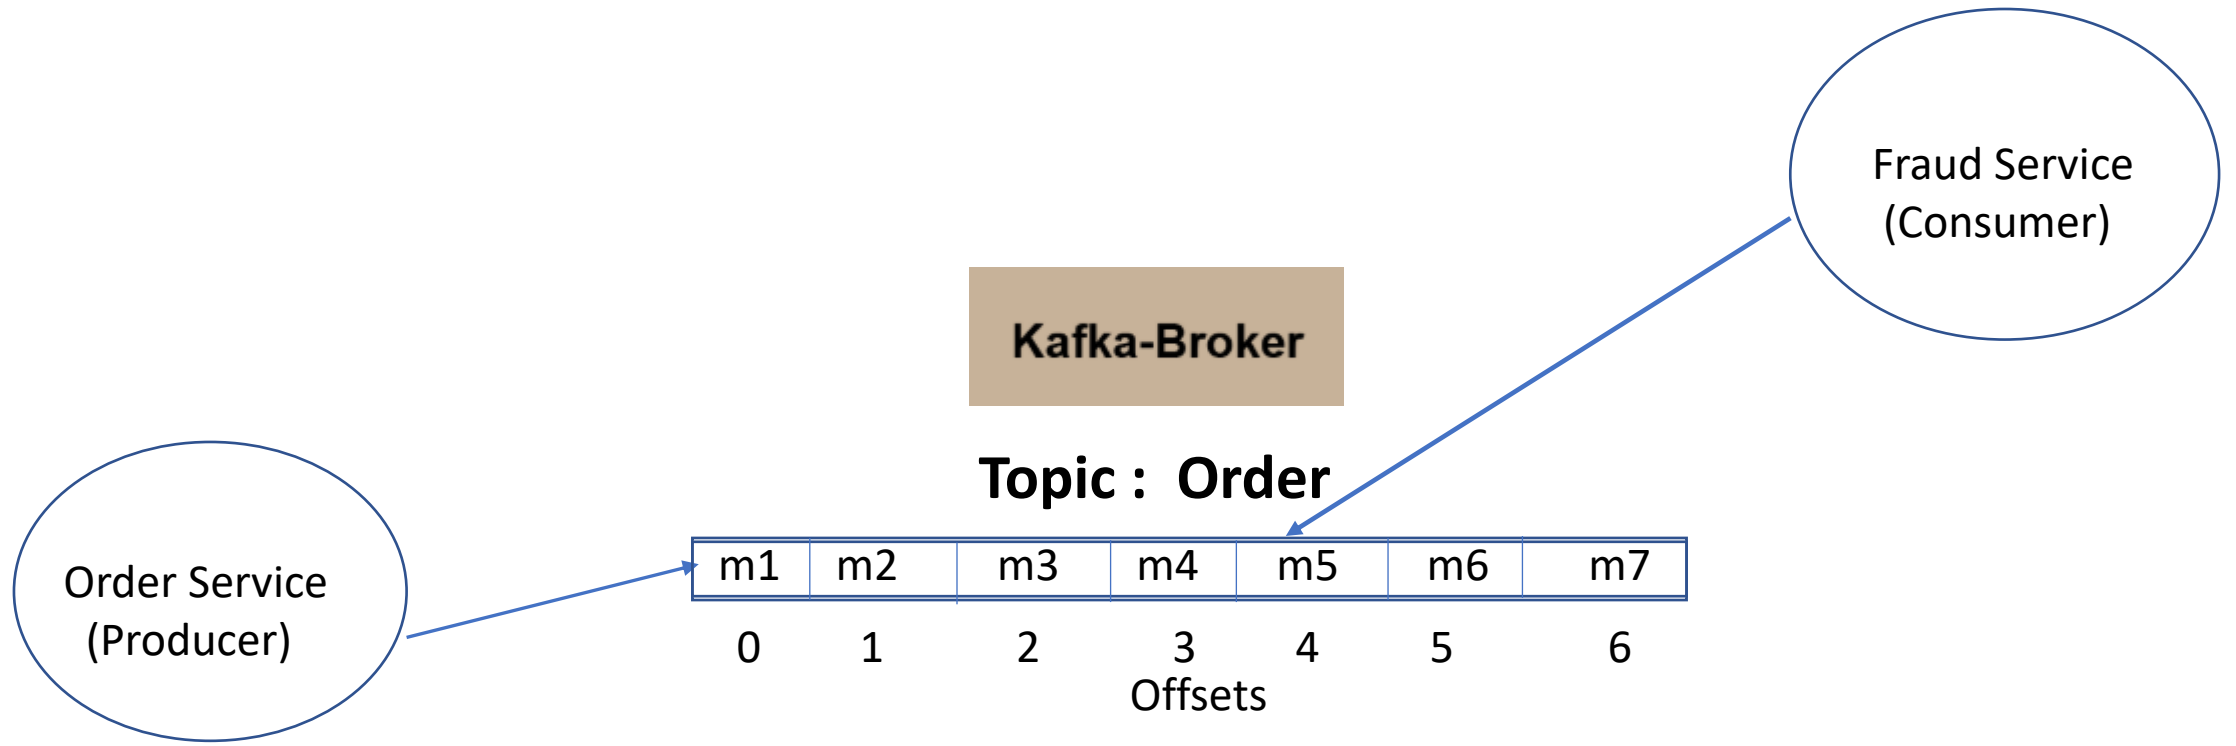 Fraud Service
(Consumer)
Kafka-Broker
Topic : Order
Order Service
(Producer)
m1 m2 m3 m4 m5 m6 m7
0 1 2 3 4 5 6
Offsets